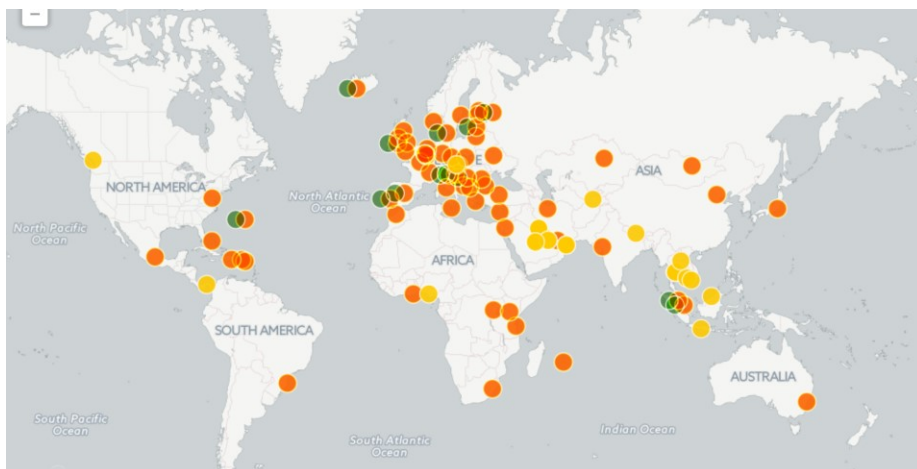 −
NORTH AMERICA
ASIA
North Atlantic
Ocean
North Pacific
Ocean
AFRICA
SOUTH AMERICA
AUSTRALIA
South Pacific
Ocean
South Atlantic
Ocean
Indian Ocean